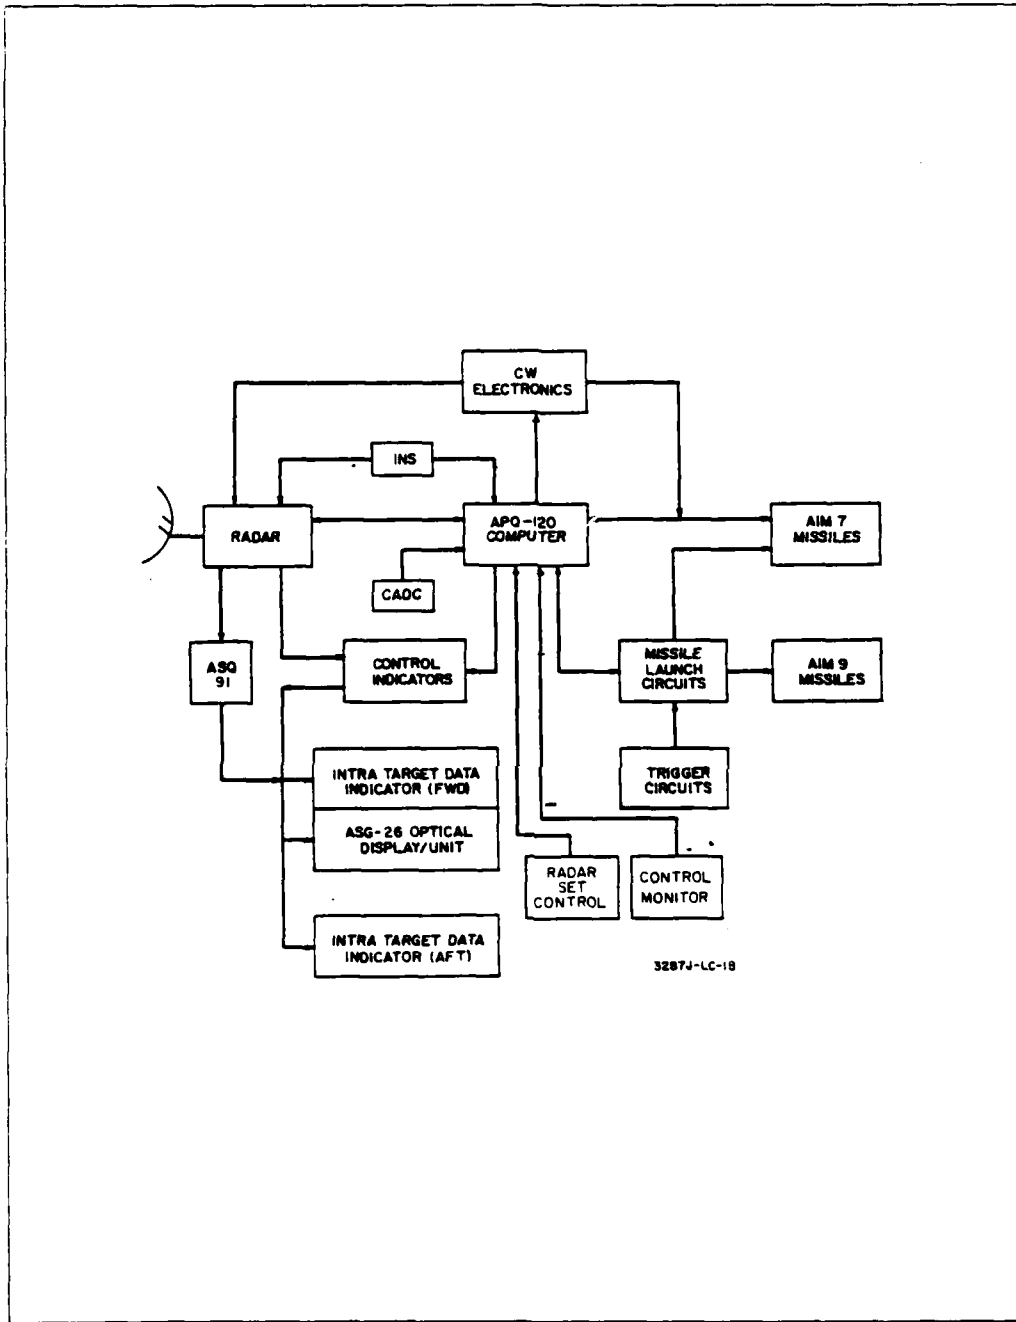 CW
ELECTRONICS
INS
RADAR
APQ-120
COMPUTER
AIM 7
MISSILES
CADC
ASQ
91
CONTROL
INDICATORS
MISSILE
LAUNCH
CIRCUITS
AIM 9
MISSILES
INTRA TARGET DATA
INDICATOR (FWD)
TRIGGER
CIRCUITS
ASG-26 OPTICAL
DISPLAY/UNIT
RADAR
SET
CONTROL
CONTROL
MONITOR
INTRA TARGET DATA
INDICATOR (AFT)
3287J-LC-18